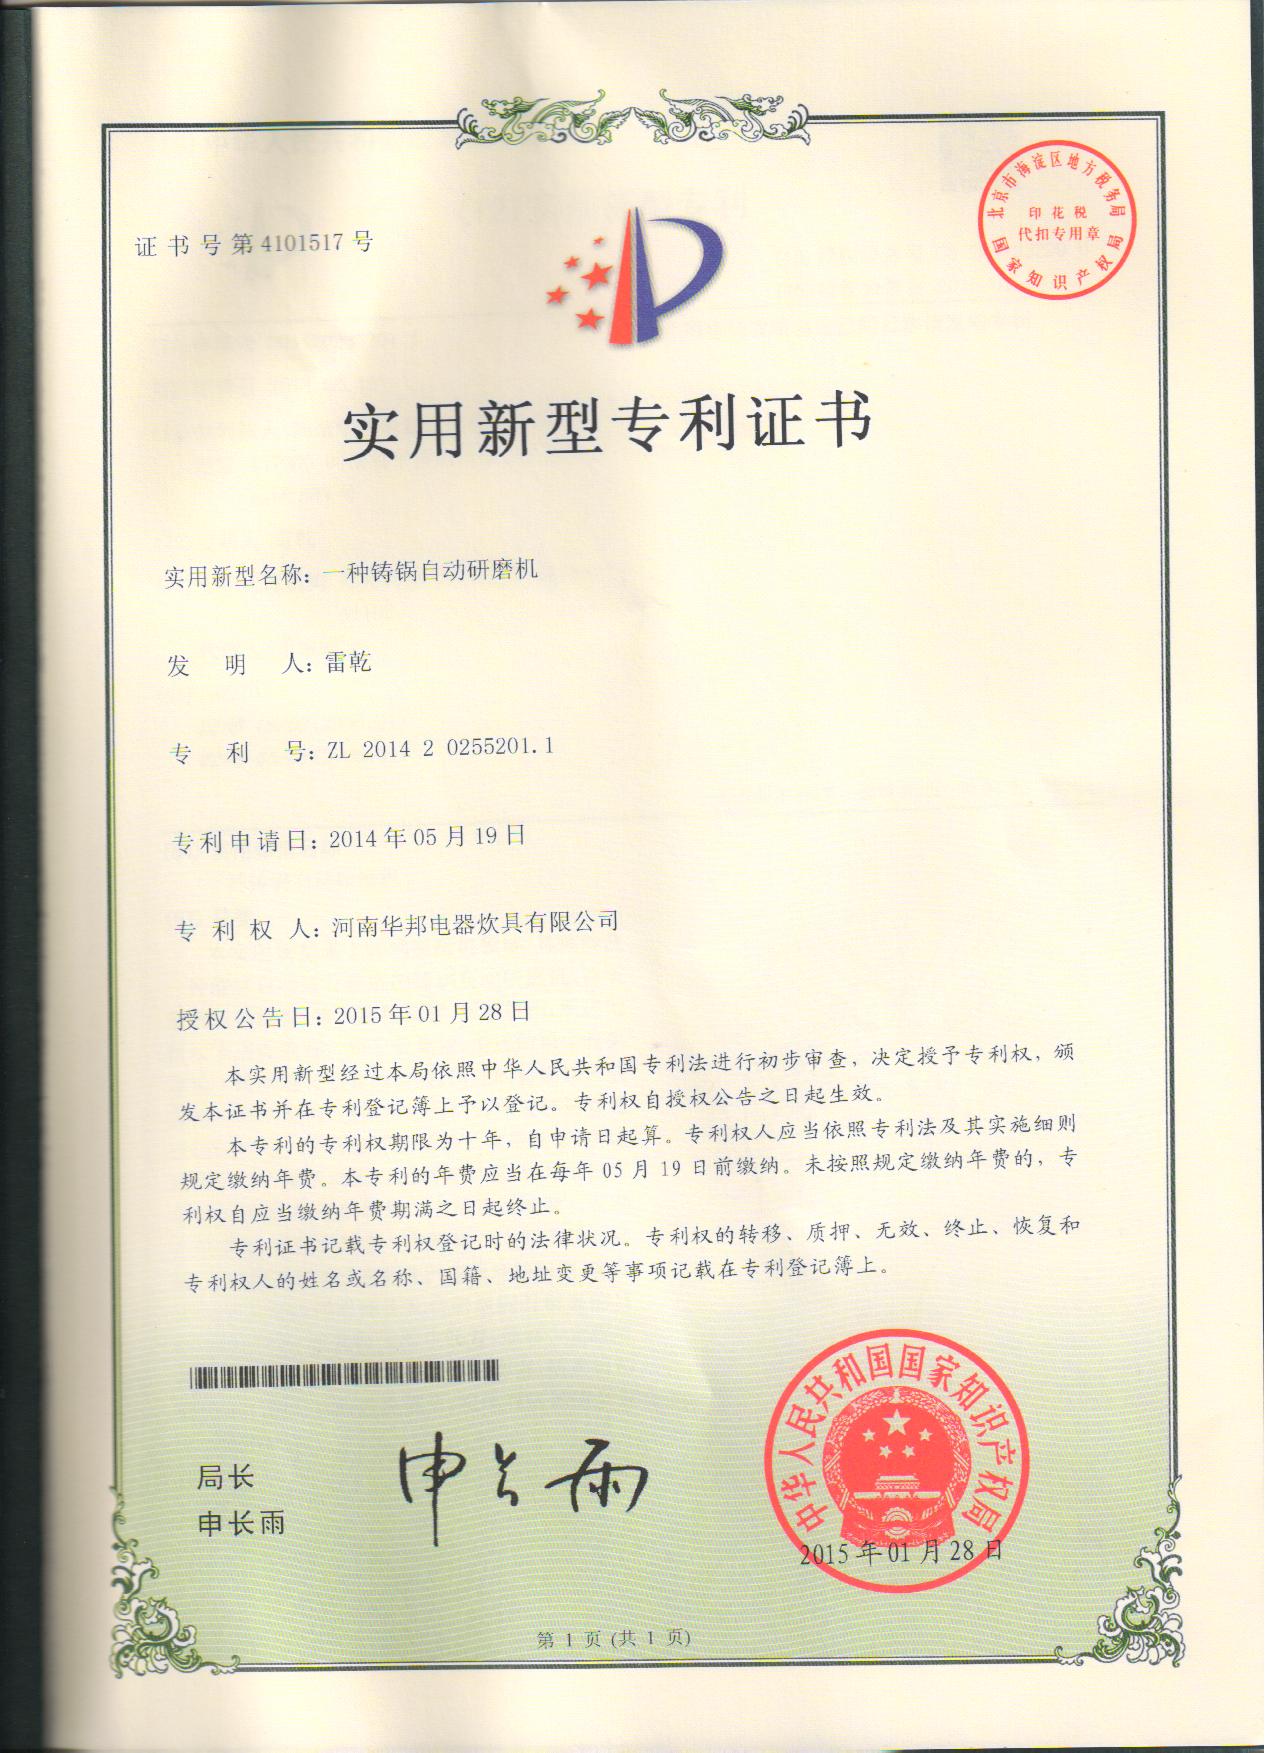 证书号第4101517号
北京市海淀区地方税务局
印花税
代扣专用章
国家知识产权局
实用新型专利证书
实用新型名称：一种铸锅自动研磨机
发明人：雷乾
专利号：ZL 2014 2 0255201.1
专利申请日：2014年05月19日
专利权人：河南华邦电器炊具有限公司
授权公告日：2015年01月28日
本实用新型经过本局依照中华人民共和国专利法进行初步审查，决定授予专利权，颁
发本证书并在专利登记簿上予以登记。专利权自授权公告之日起生效。
本专利的专利权期限为十年，自申请日起算。专利权人应当依照专利法及其实施细则
规定缴纳年费。本专利的年费应当在每年05月19日前缴纳。未按照规定缴纳年费的，专
利权自应当缴纳年费期满之日起终止。
专利证书记载专利权登记时的法律状况。专利权的转移、质押、无效、终止、恢复和
专利权人的姓名或名称、国籍、地址变更等事项记载在专利登记簿上。
局长
申长雨
申长雨
中华人民共和国国家知识产权局
2015年01月28日
第 1 页 (共 1 页)